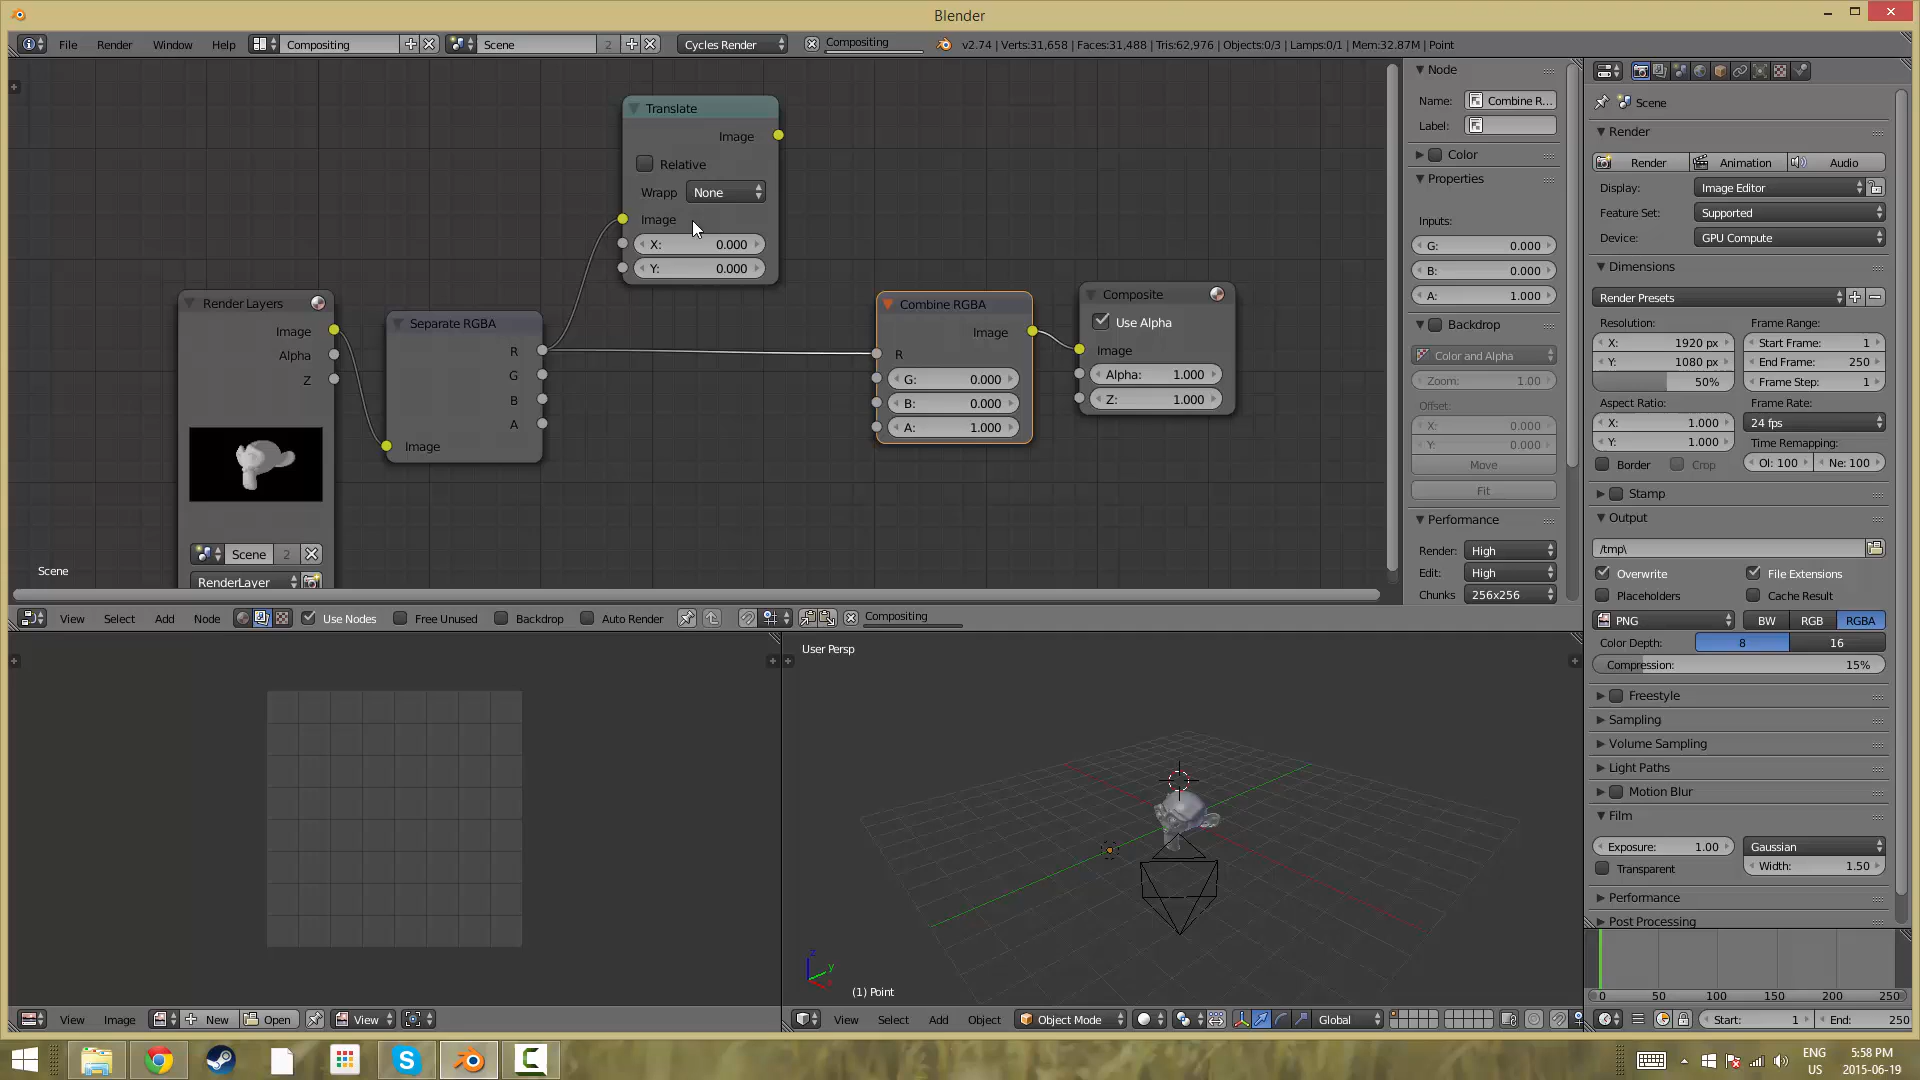 Blender
File Render Window Help Compositing Scene 2 Cycles Render Compositing v2.74 | Verts:31,658 | Faces:31,488 | Tris:62,976 | Objects:0/3 | Lamps:0/1 | Mem:32.87M | Point
Translate
Image
Relative
Wrapp None
Image
X: 0.000
Y: 0.000
Render Layers
Image
Alpha
Z
Scene 2
RenderLayer
Separate RGBA
R
G
B
A
Image
Combine RGBA
Image
R
G: 0.000
B: 0.000
A: 1.000
Composite
Use Alpha
Image
Alpha: 1.000
Z: 1.000
Scene
Node
Name: Combine R...
Label:
Color
Properties
Inputs:
G: 0.000
B: 0.000
A: 1.000
Backdrop
Color and Alpha
Zoom: 1.00
Offset:
X: 0.000
Y: 0.000
Move
Fit
Performance
Render: High
Edit: High
Chunks 256x256
Scene
Render
Render Animation Audio
Display: Image Editor
Feature Set: Supported
Device: GPU Compute
Dimensions
Render Presets
Resolution: Frame Range:
X: 1920 px Start Frame: 1
Y: 1080 px End Frame: 250
50% Frame Step: 1
Aspect Ratio: Frame Rate:
X: 1.000 24 fps
Y: 1.000 Time Remapping:
Border Crop Ol: 100 Ne: 100
Stamp
Output
/tmp\
Overwrite File Extensions
Placeholders Cache Result
PNG BW RGB RGBA
Color Depth: 8 16
Compression: 15%
Freestyle
Sampling
Volume Sampling
Light Paths
Motion Blur
Film
Exposure: 1.00 Gaussian
Transparent Width: 1.50
Performance
Post Processing
View Select Add Node Use Nodes Free Unused Backdrop Auto Render Compositing
User Persp
z
y
x
(1) Point
View Image New Open View
View Select Add Object Object Mode Global
0 50 100 150 200 250
Start: 1 End: 250
ENG
US
5:58 PM
2015-06-19